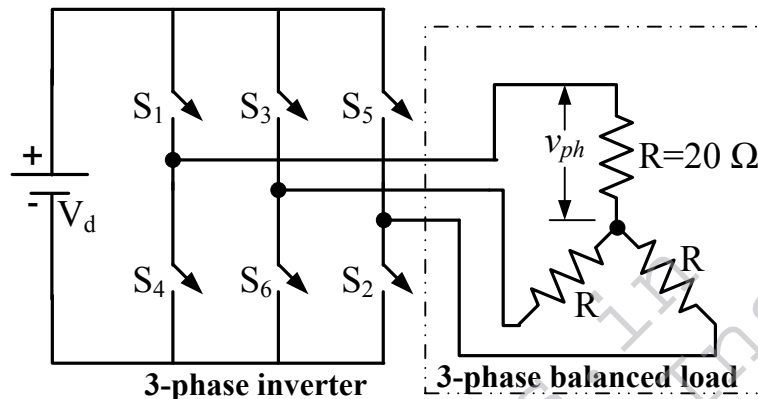 S1 S3 S5
+
-
Vd
S4 S6 S2
vph
R=20 Ω
R
R
3-phase inverter
3-phase balanced load